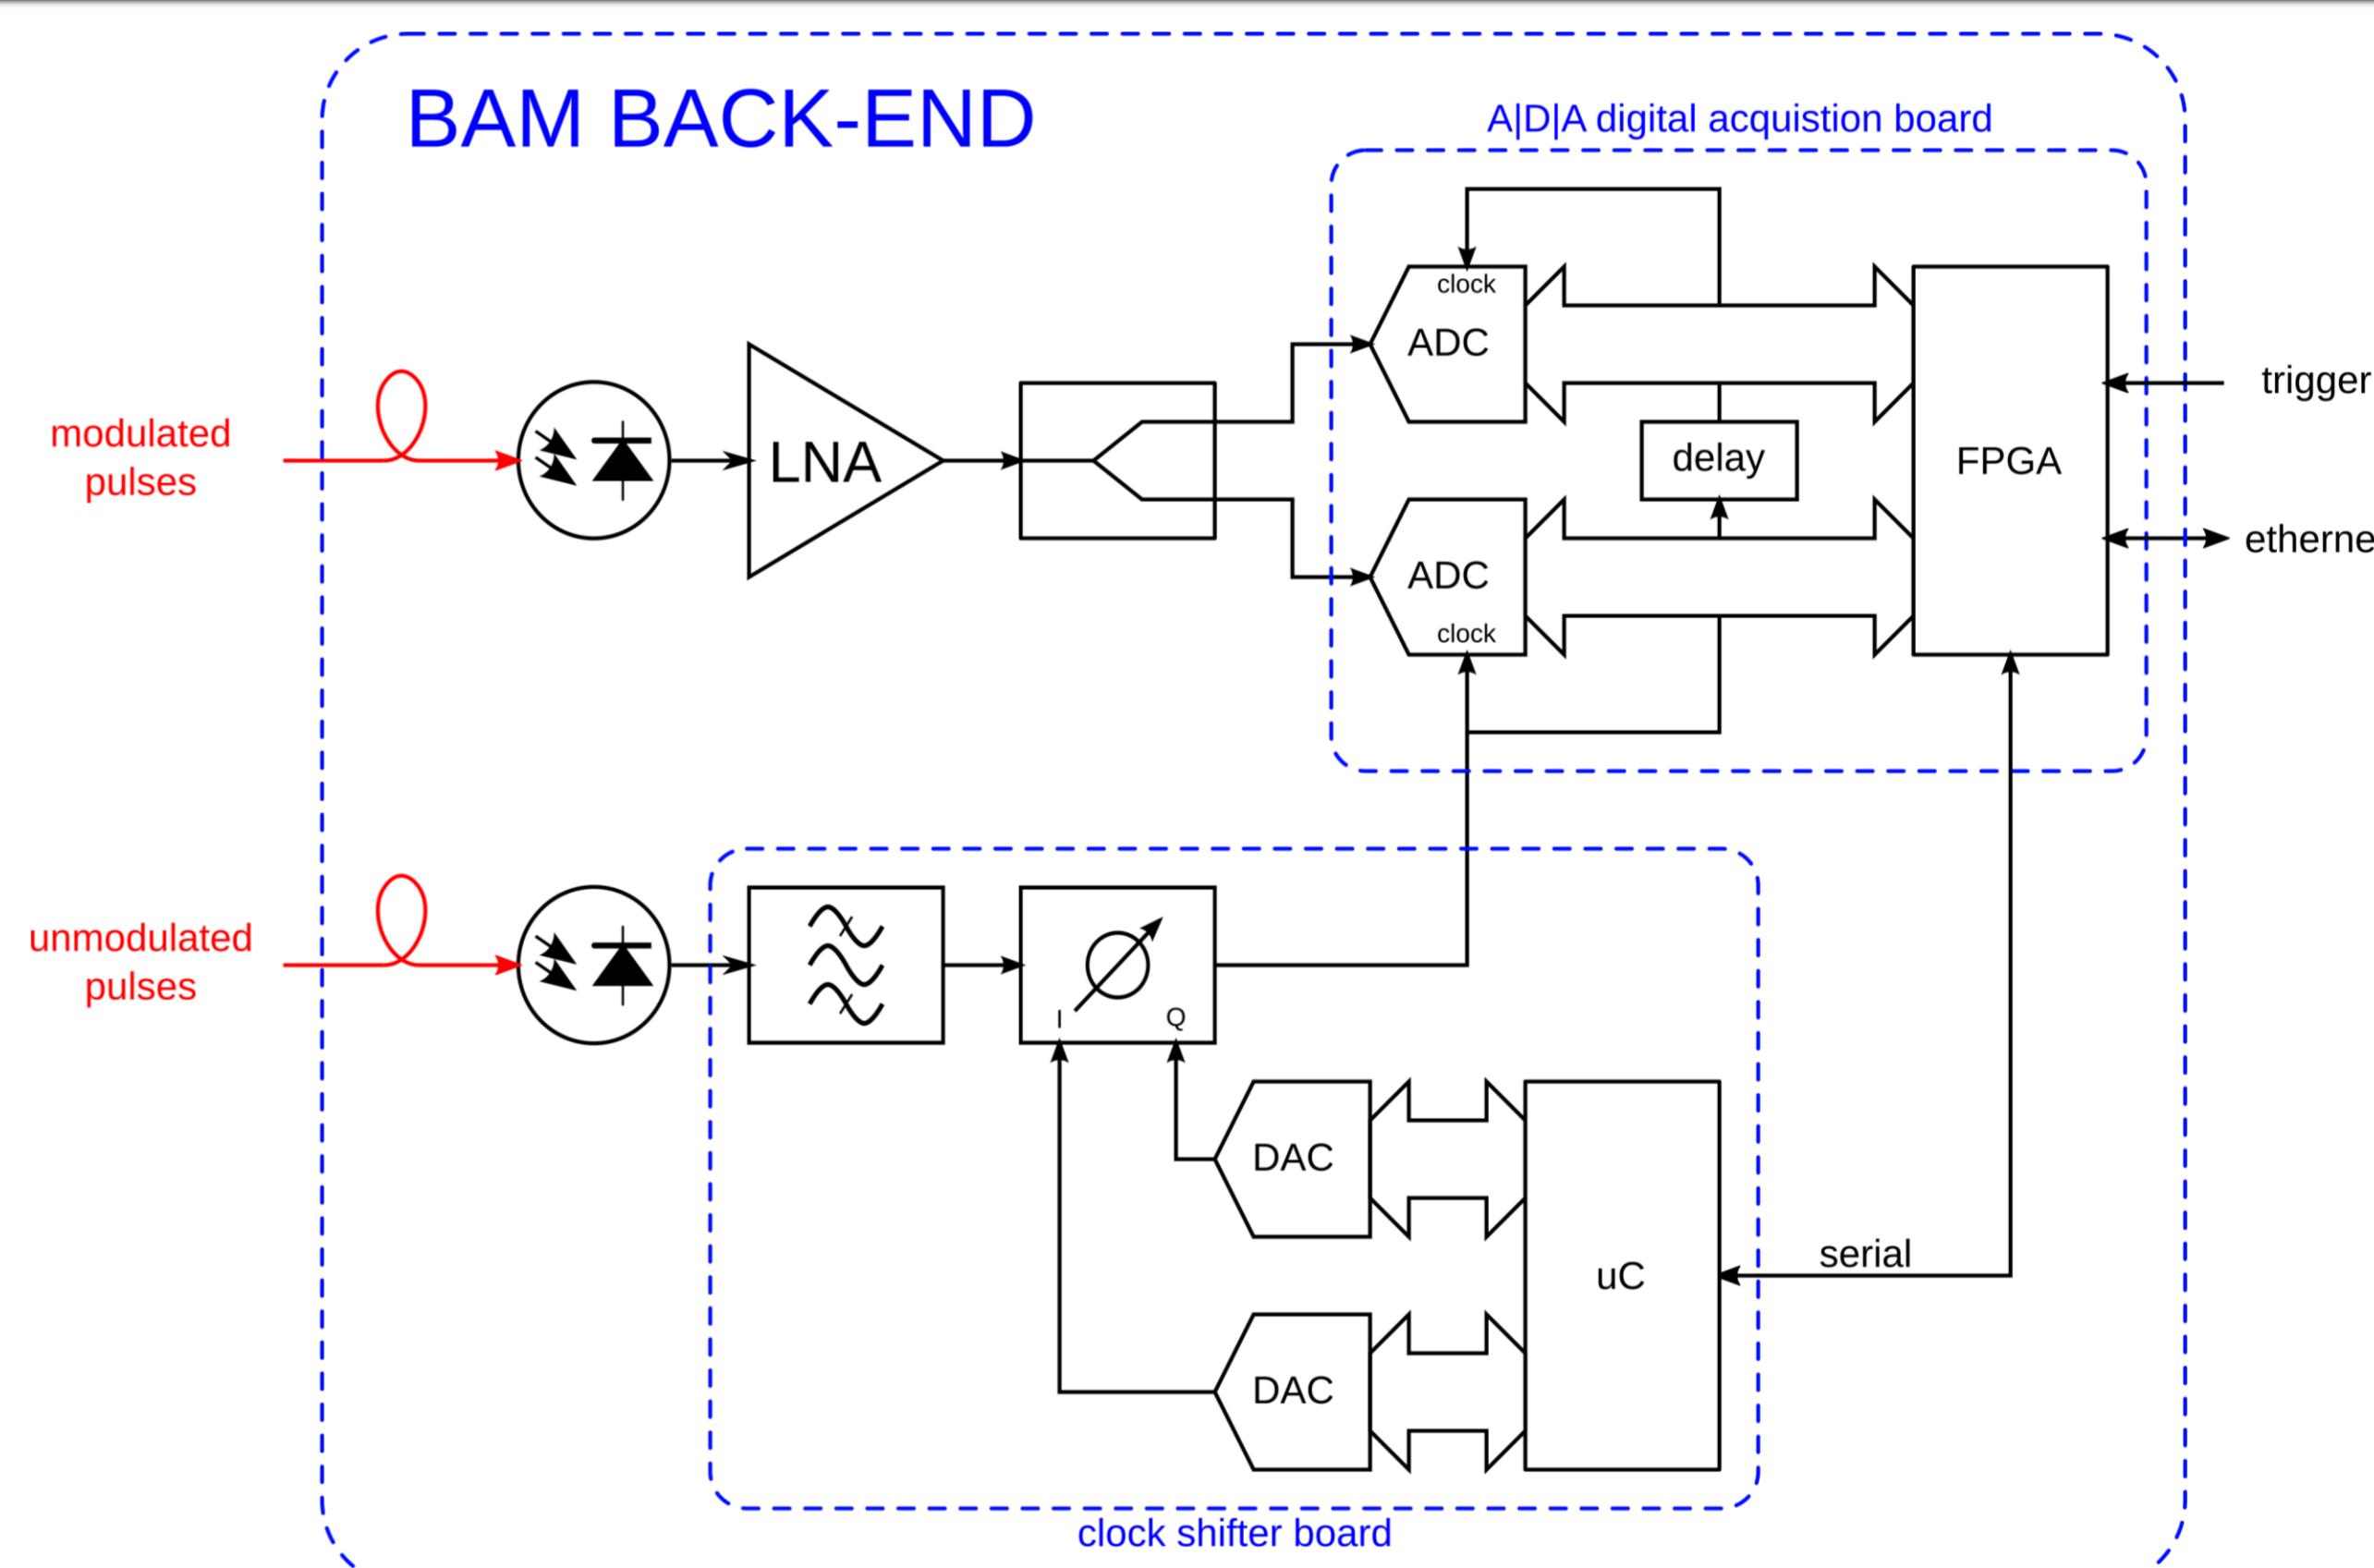 BAM BACK-END
A|D|A digital acquistion board
clock
ADC
modulated
pulses
LNA
delay
FPGA
trigger
etherne
ADC
clock
unmodulated
pulses
I
Q
DAC
uC
serial
DAC
clock shifter board